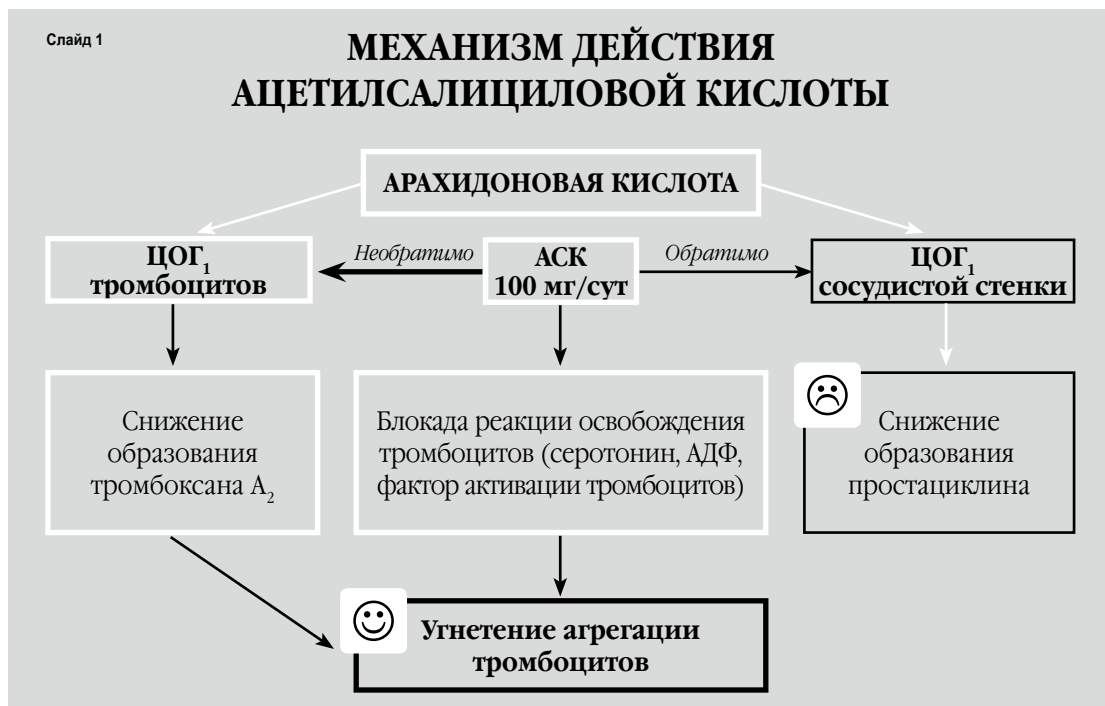 Слайд 1
МЕХАНИЗМ ДЕЙСТВИЯ
АЦЕТИЛСАЛИЦИЛОВОЙ КИСЛОТЫ
АРАХИДОНОВАЯ КИСЛОТА
ЦОГ₁
тромбоцитов
Необратимо
АСК
100 мг/сут
Обратимо
ЦОГ₁
сосудистой стенки
Снижение
образования
тромбоксана А₂
Блокада реакции освобождения
тромбоцитов (серотонин, АДФ,
фактор активации тромбоцитов)
Снижение
образования
простациклина
Угнетение агрегации
тромбоцитов